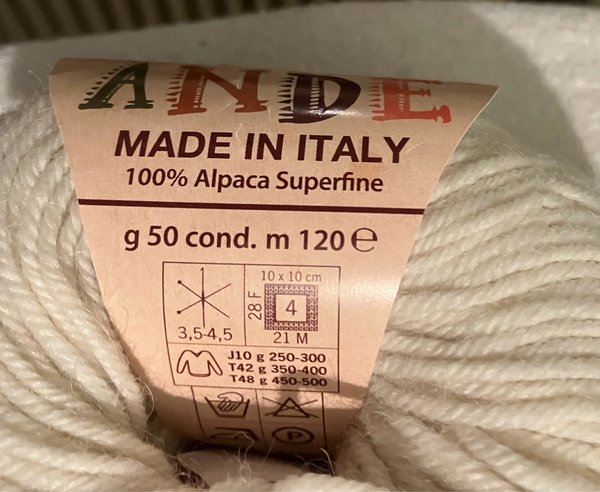 ANDE
MADE IN ITALY
100% Alpaca Superfine
g 50 cond. m 120 ℮
1
3,5-4,5
10 x 10 cm
28 F
4
21 M
J10 g 250-300
T42 g 350-400
T48 g 450-500
P